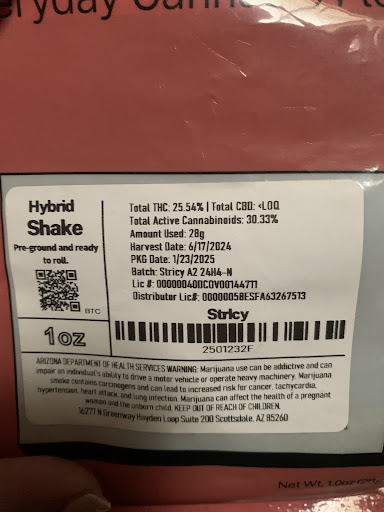 Hybrid
Shake
Pre-ground and ready
to roll.
BTC
1oz
Total THC: 25.54% | Total CBD: <LOQ
Total Active Cannabinoids: 30.33%
Amount Used: 28g
Harvest Date: 6/17/2024
PKG Date: 1/23/2025
Batch: Stricy A2 24H4-N
Lic #: 00000040DCOV00144711
Distributor Lic#: 00000058ESFA63267513
Stricy
2501232F
ARIZONA DEPARTMENT OF HEALTH SERVICES WARNING: Marijuana use can be addictive and can
impair an individual's ability to drive a motor vehicle or operate heavy machinery. Marijuana
smoke contains carcinogens and can lead to increased risk for cancer, tachycardia,
hypertension, heart attack, and lung infection. Marijuana can affect the health of a pregnant
woman and the unborn child. KEEP OUT OF REACH OF CHILDREN.
16277 N Greenway Hayden Loop Suite 200 Scottsdale, AZ 85260
Net Wt. 1.0oz